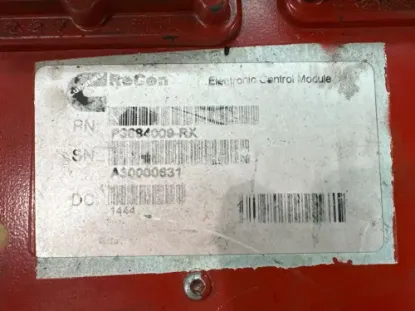 ReCon
Electronic Control Module
PN
P3684009-RX
SN
A30000631
DC
1444